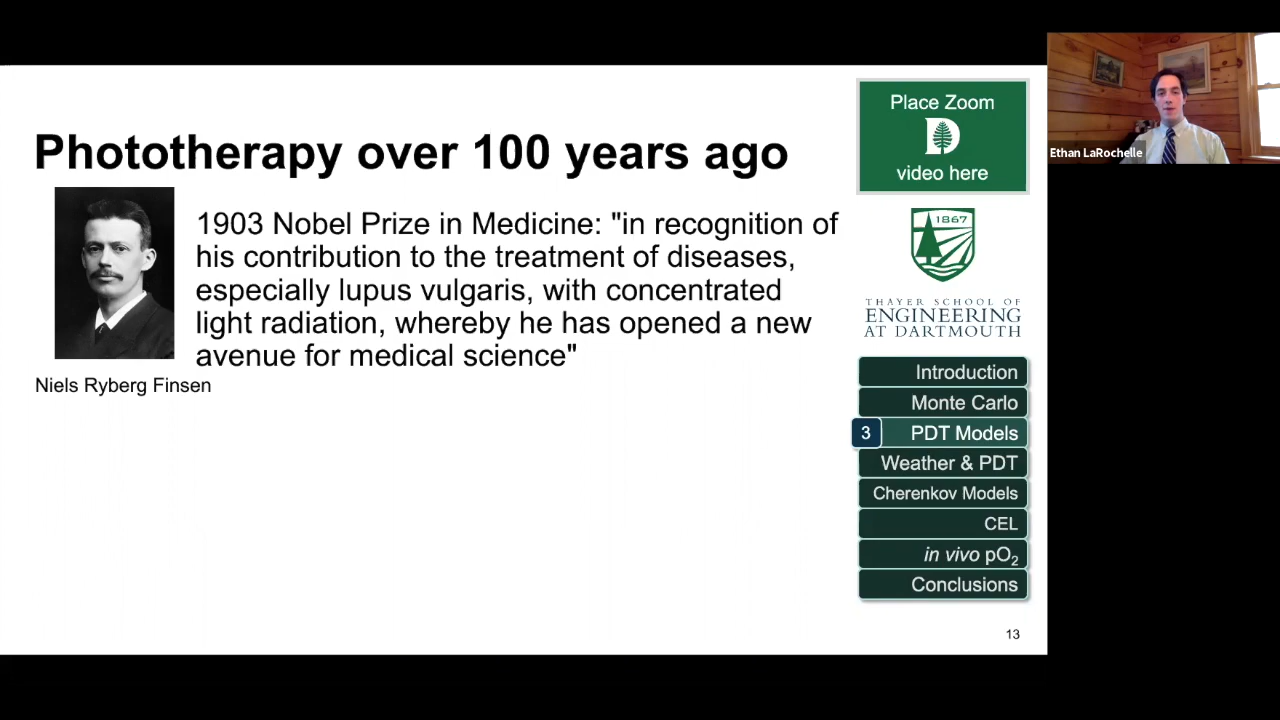 Phototherapy over 100 years ago
1903 Nobel Prize in Medicine: "in recognition of
his contribution to the treatment of diseases,
especially lupus vulgaris, with concentrated
light radiation, whereby he has opened a new
avenue for medical science"
Niels Ryberg Finsen
Place Zoom
D
video here
1867
THAYER SCHOOL OF
ENGINEERING
AT DARTMOUTH
Introduction
Monte Carlo
3 PDT Models
Weather & PDT
Cherenkov Models
CEL
in vivo pO₂
Conclusions
13
Ethan LaRochelle